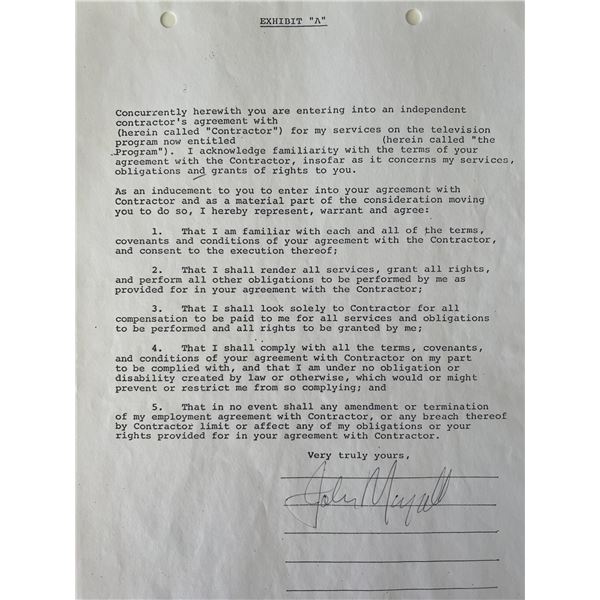 EXHIBIT "A"
Concurrently herewith you are entering into an independent
contractor's agreement with
(herein called "Contractor") for my services on the television
program now entitled (herein called "the
Program"). I acknowledge familiarity with the terms of your
agreement with the Contractor, insofar as it concerns my services,
obligations and grants of rights to you.
As an inducement to you to enter into your agreement with
Contractor and as a material part of the consideration moving
you to do so, I hereby represent, warrant and agree:
1. That I am familiar with each and all of the terms,
covenants and conditions of your agreement with the Contractor,
and consent to the execution thereof;
2. That I shall render all services, grant all rights,
and perform all other obligations to be performed by me as
provided for in your agreement with the Contractor;
3. That I shall look solely to Contractor for all
compensation to be paid to me for all services and obligations
to be performed and all rights to be granted by me;
4. That I shall comply with all the terms, covenants,
and conditions of your agreement with Contractor on my part
to be complied with, and that I am under no obligation or
disability created by law or otherwise, which would or might
prevent or restrict me from so complying; and
5. That in no event shall any amendment or termination
of my employment agreement with Contractor, or any breach thereof
by Contractor limit or affect any of my obligations or your
rights provided for in your agreement with Contractor.
Very truly yours,
John Mayall